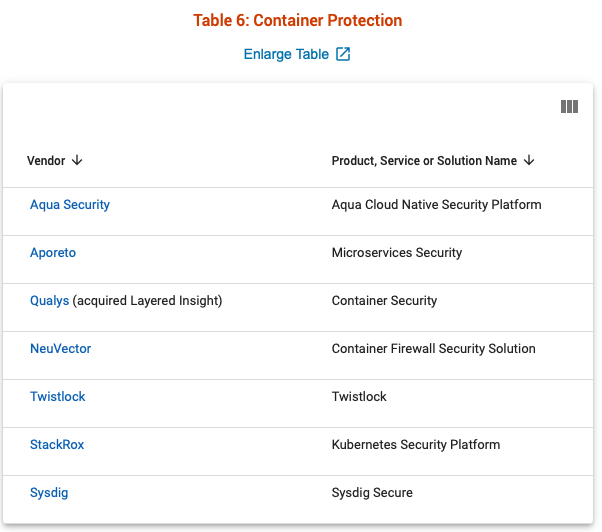 Table 6: Container Protection
Enlarge Table
Vendor Product, Service or Solution Name
Aqua Security Aqua Cloud Native Security Platform
Aporeto Microservices Security
Qualys (acquired Layered Insight) Container Security
NeuVector Container Firewall Security Solution
Twistlock Twistlock
StackRox Kubernetes Security Platform
Sysdig Sysdig Secure